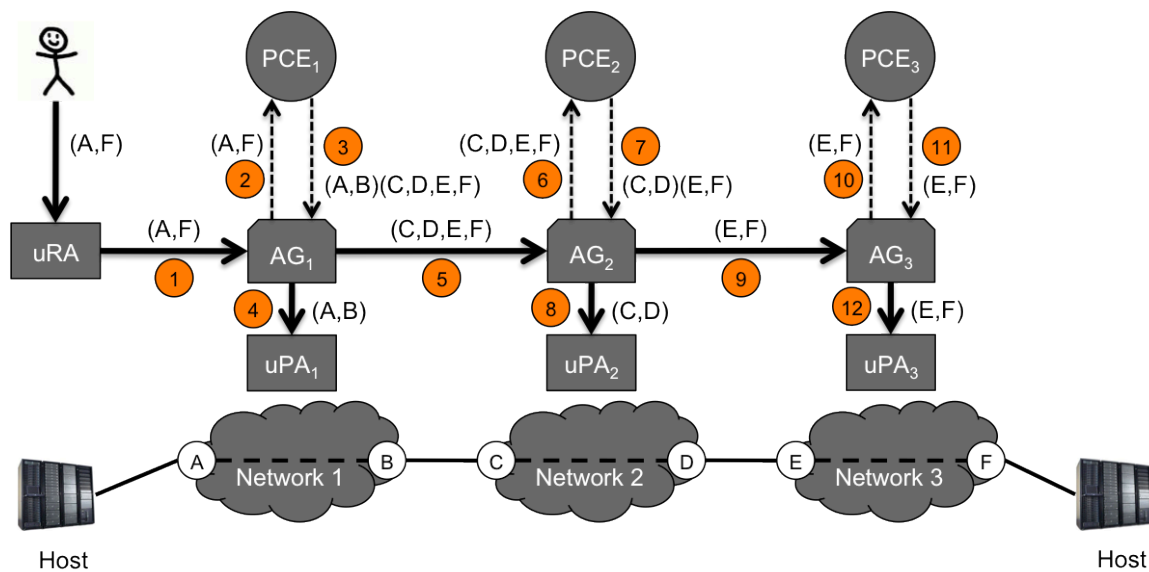 PCE₁
PCE₂
PCE₃
(A,F)
(A,F)
2
3
(A,B)(C,D,E,F)
(C,D,E,F)
6
7
(C,D)(E,F)
(E,F)
10
11
(E,F)
uRA
(A,F)
1
AG₁
(C,D,E,F)
5
AG₂
(E,F)
9
AG₃
4
(A,B)
8
(C,D)
12
(E,F)
uPA₁
uPA₂
uPA₃
A
B
C
D
E
F
Network 1
Network 2
Network 3
Host
Host